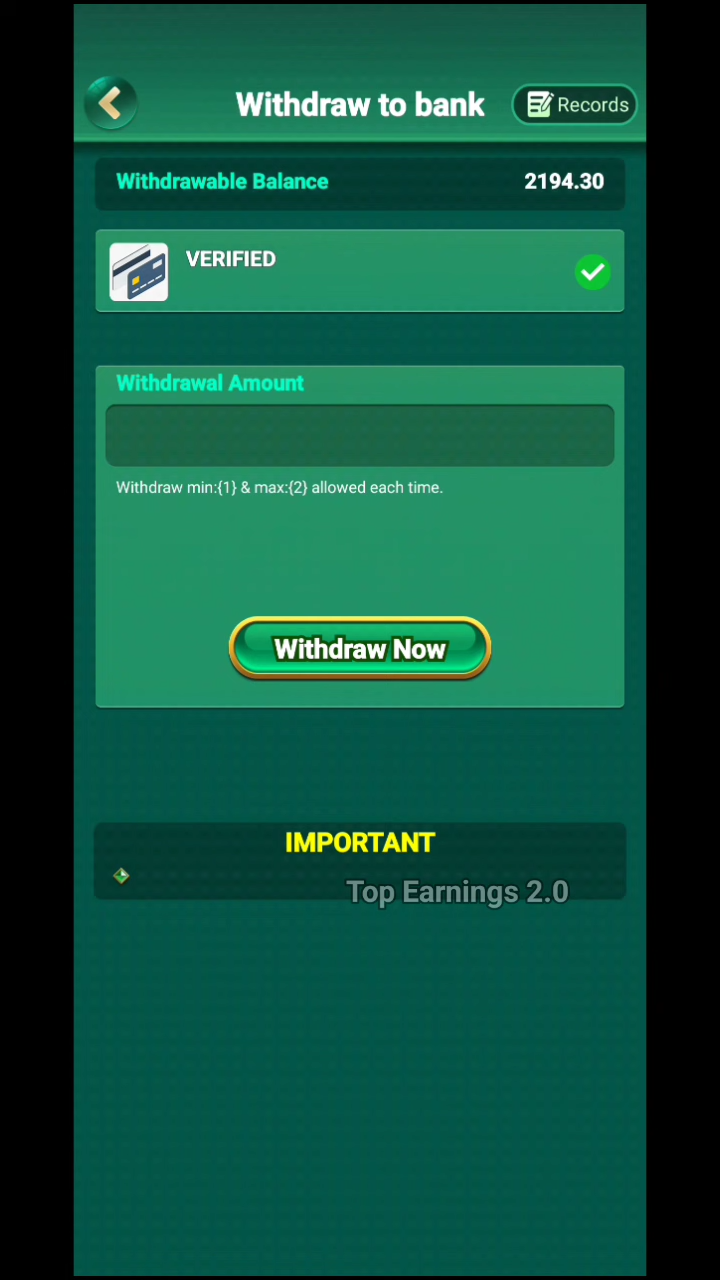 Withdraw to bank
Records
Withdrawable Balance
2194.30
VERIFIED
Withdrawal Amount
Withdraw min:{1} & max:{2} allowed each time.
Withdraw Now
IMPORTANT
Top Earnings 2.0